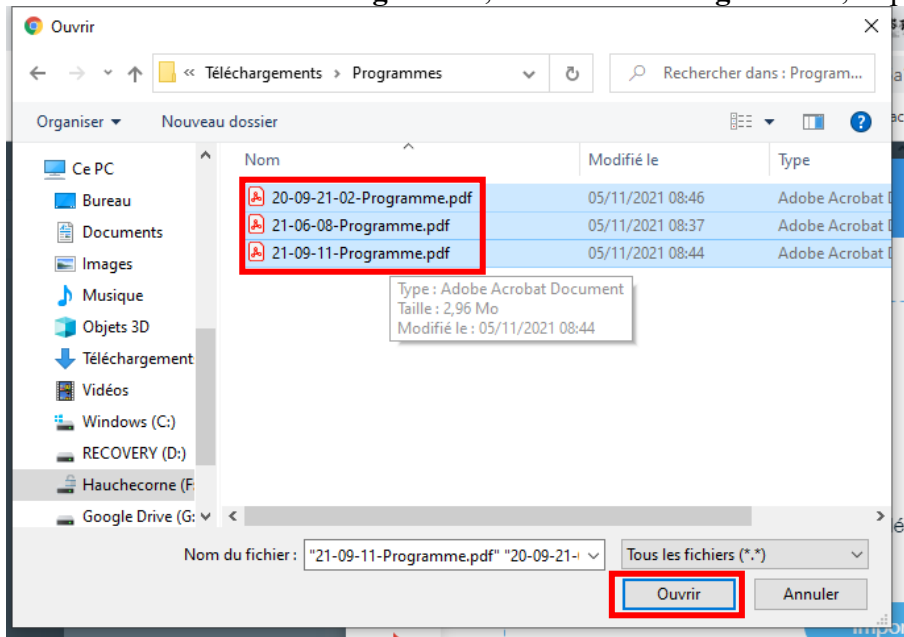 Ouvrir
« Téléchargements › Programmes
Rechercher dans : Program...
Organiser
Nouveau dossier
Nom
Modifié le
Type
Ce PC
Bureau
Documents
Images
Musique
Objets 3D
Téléchargement
Vidéos
Windows (C:)
RECOVERY (D:)
Hauchecorne (F:
Google Drive (G:
20-09-21-02-Programme.pdf 05/11/2021 08:46 Adobe Acrobat D
21-06-08-Programme.pdf 05/11/2021 08:37 Adobe Acrobat D
21-09-11-Programme.pdf 05/11/2021 08:44 Adobe Acrobat D
Type : Adobe Acrobat Document
Taille : 2,96 Mo
Modifié le : 05/11/2021 08:44
Nom du fichier : "21-09-11-Programme.pdf" "20-09-21-
Tous les fichiers (*.*)
Ouvrir
Annuler